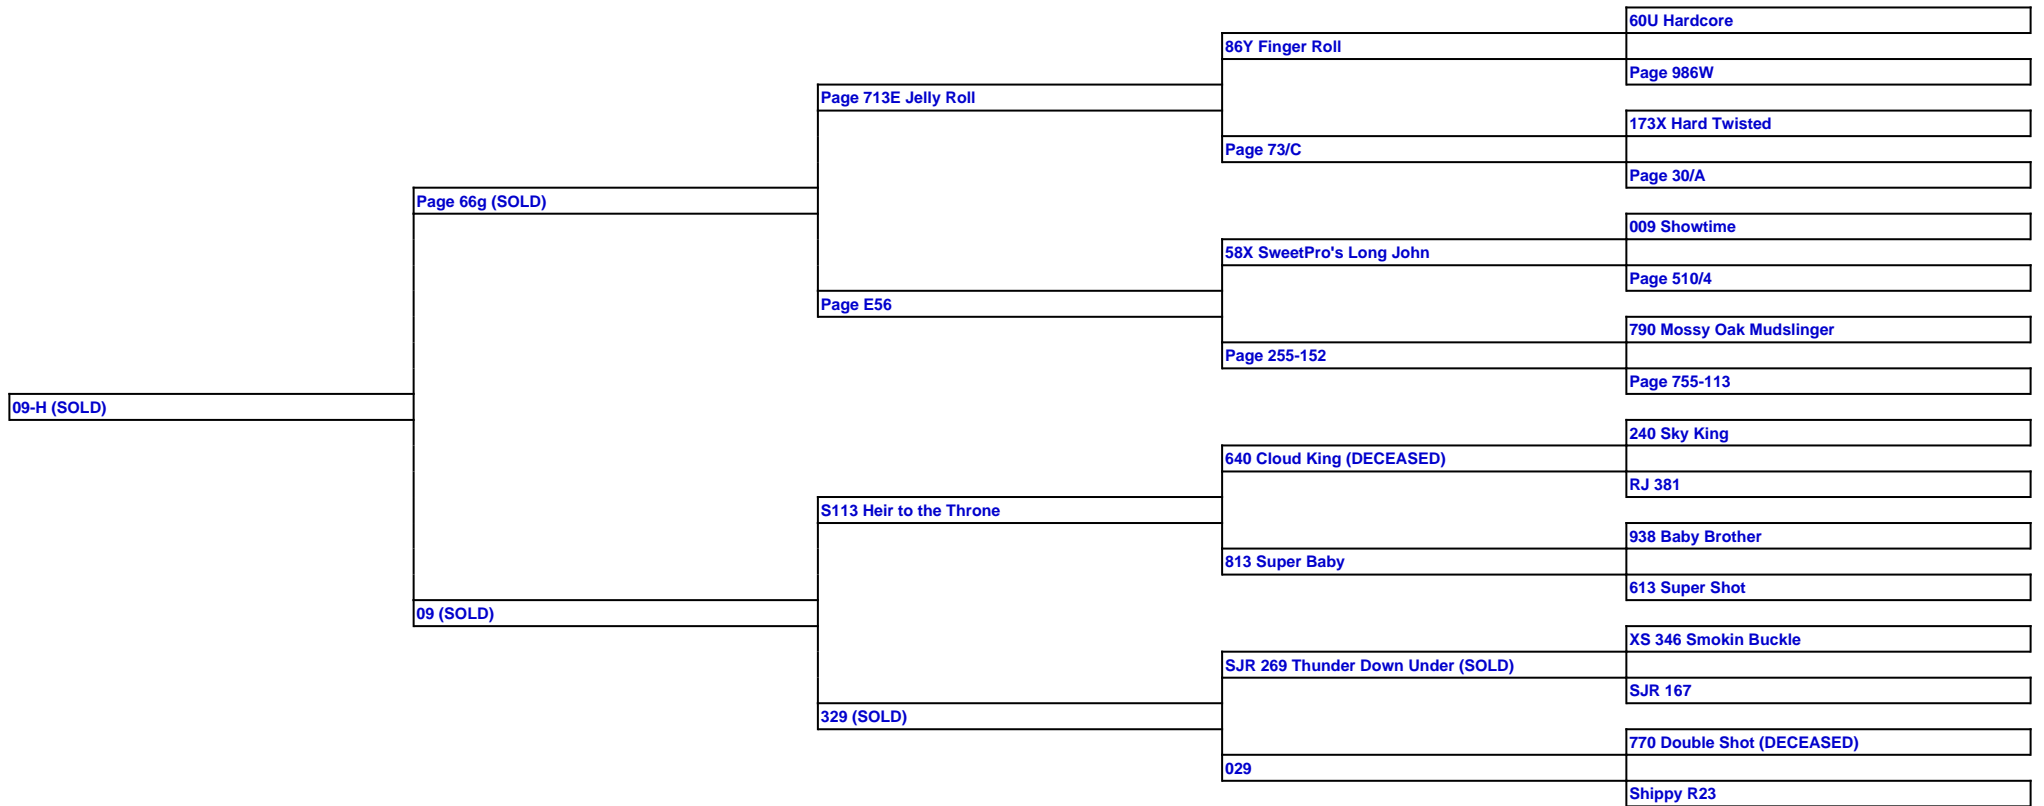 60U Hardcore
86Y Finger Roll
Page 986W
Page 713E Jelly Roll
173X Hard Twisted
Page 73/C
Page 30/A
Page 66g (SOLD)
009 Showtime
58X SweetPro's Long John
Page 510/4
Page E56
790 Mossy Oak Mudslinger
Page 255-152
Page 755-113
09-H (SOLD)
240 Sky King
640 Cloud King (DECEASED)
RJ 381
S113 Heir to the Throne
938 Baby Brother
813 Super Baby
613 Super Shot
09 (SOLD)
XS 346 Smokin Buckle
SJR 269 Thunder Down Under (SOLD)
SJR 167
329 (SOLD)
770 Double Shot (DECEASED)
029
Shippy R23